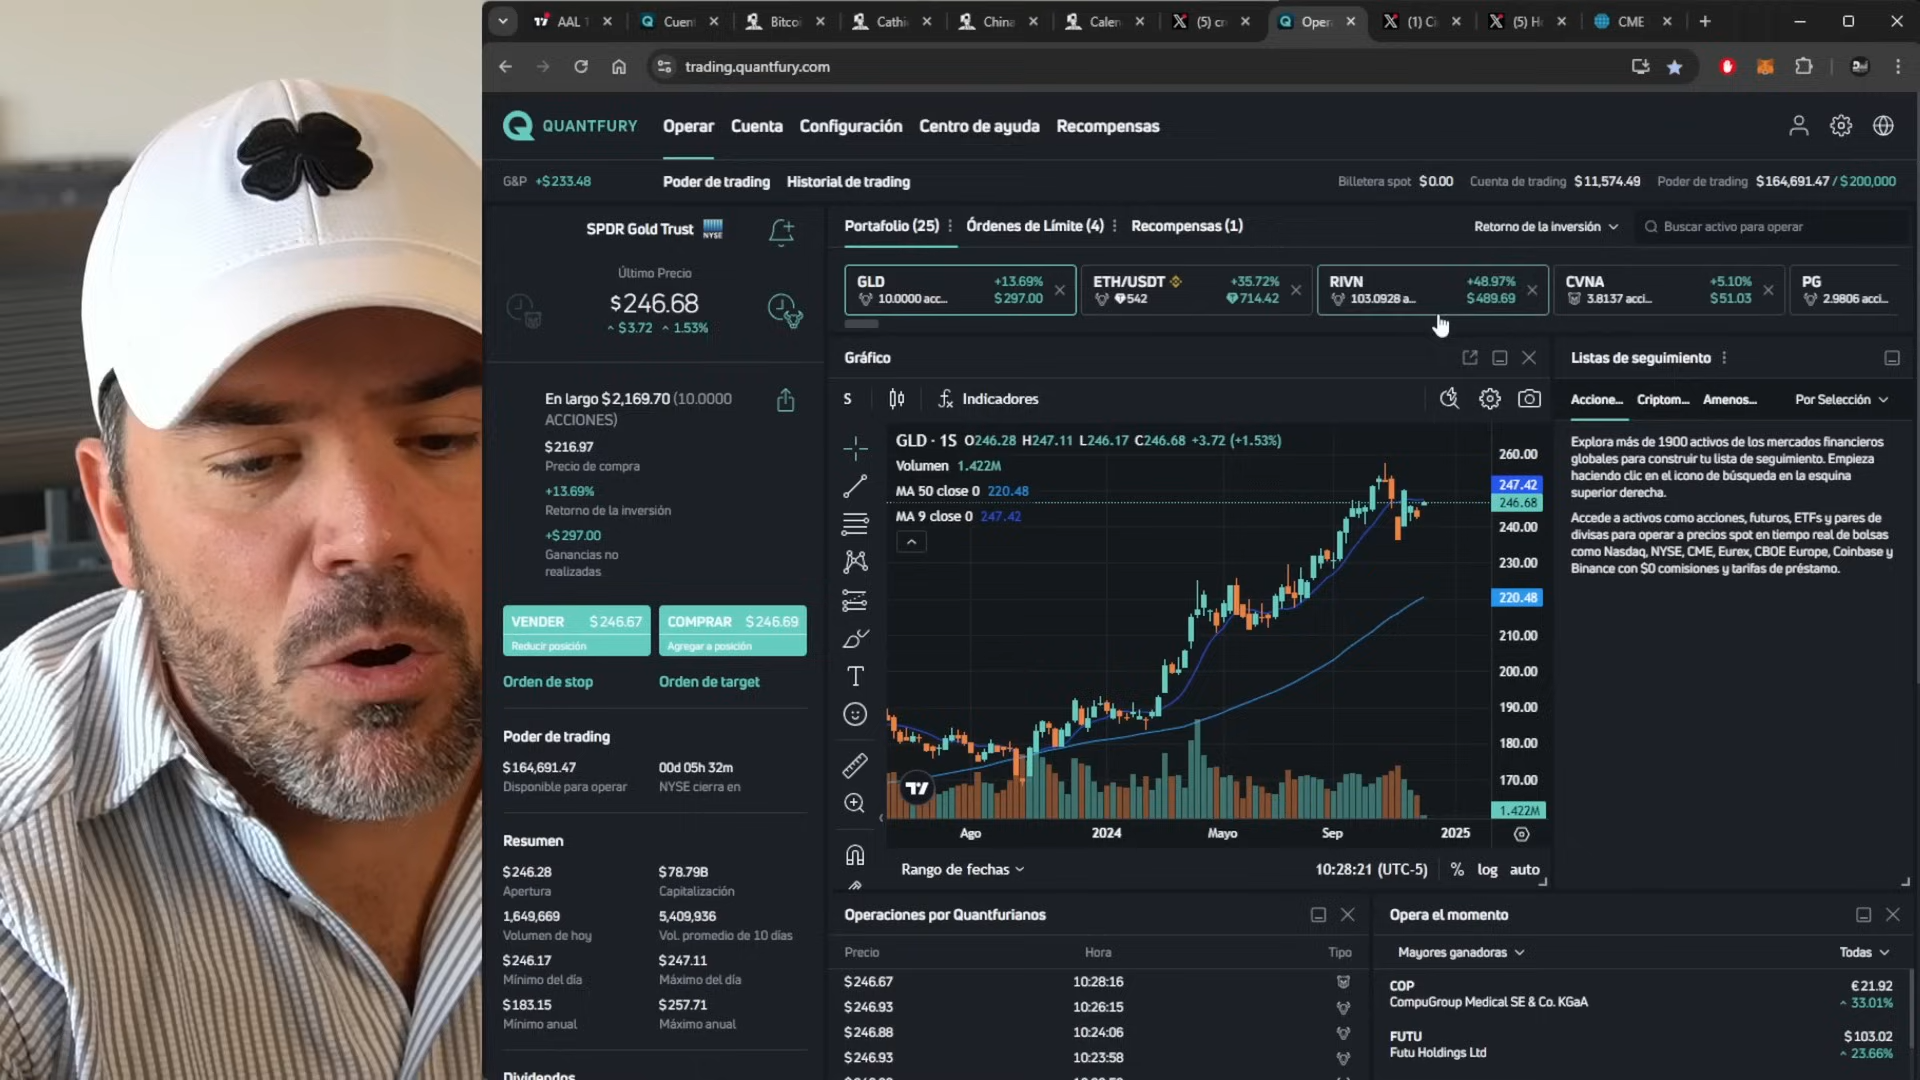 AAL
Cuent
Bitco
Cathi
China
Calen
(5) cr
Oper
(1) Ci
(5) H
CME
trading.quantfury.com
QUANTFURY
Operar
Cuenta
Configuración
Centro de ayuda
Recompensas
G&P +$233.48
Poder de trading
Historial de trading
Billetera spot $0.00
Cuenta de trading $11,574.49
Poder de trading $164,691.47 / $200,000
SPDR Gold Trust NYSE
Último Precio
$246.68
$3.72 1.53%
Portafolio (25)
Órdenes de Límite (4)
Recompensas (1)
Retorno de la inversión
Buscar activo para operar
GLD +13.69%
10.0000 acc... $297.00
ETH/USDT +35.72%
542 714.42
RIVN +48.97%
103.0928 a... $489.69
CVNA +5.10%
3.8137 acci... $51.03
PG
2.9806 acci...
En largo $2,169.70 (10.0000
ACCIONES)
$216.97
Precio de compra
+13.69%
Retorno de la inversión
+$297.00
Ganancias no
realizadas
VENDER $246.67
Reducir posición
COMPRAR $246.69
Agregar a posición
Orden de stop
Orden de target
Poder de trading
$164,691.47
Disponible para operar
00d 05h 32m
NYSE cierra en
Resumen
$246.28
Apertura
$78.79B
Capitalización
1,649,669
Volumen de hoy
5,409,936
Vol. promedio de 10 días
$246.17
Mínimo del día
$247.11
Máximo del día
$183.15
Mínimo anual
$257.71
Máximo anual
Dividendos
Gráfico
S
Indicadores
GLD · 1S O246.28 H247.11 L246.17 C246.68 +3.72 (+1.53%)
Volumen 1.422M
MA 50 close 0 220.48
MA 9 close 0 247.42
260.00
247.42
246.68
240.00
230.00
220.48
210.00
200.00
190.00
180.00
170.00
1.422M
Ago
2024
Mayo
Sep
2025
Rango de fechas
10:28:21 (UTC-5)
%
log
auto
Listas de seguimiento
Accione...
Criptom...
Amenos...
Por Selección
Explora más de 1900 activos de los mercados financieros
globales para construir tu lista de seguimiento. Empieza
haciendo clic en el icono de búsqueda en la esquina
superior derecha.
Accede a activos como acciones, futuros, ETFs y pares de
divisas para operar a precios spot en tiempo real de bolsas
como Nasdaq, NYSE, CME, Eurex, CBOE Europe, Coinbase y
Binance con $0 comisiones y tarifas de préstamo.
Operaciones por Quantfurianos
Precio Hora Tipo
$246.67 10:28:16
$246.93 10:26:15
$246.88 10:24:06
$246.93 10:23:58
Opera el momento
Mayores ganadoras
Todas
COP €21.92
CompuGroup Medical SE & Co. KGaA 33.01%
FUTU $103.02
Futu Holdings Ltd 23.66%